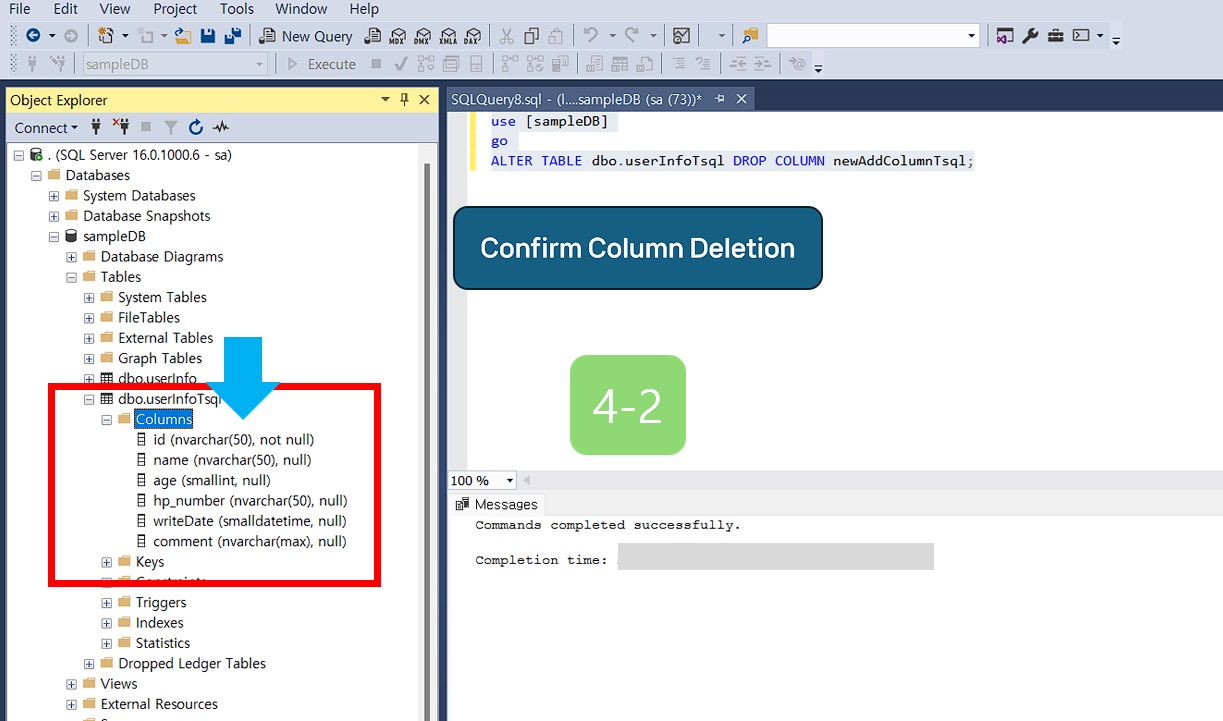 File Edit View Project Tools Window Help
New Query MDX DMX XMLA DAX
sampleDB Execute
Object Explorer
Connect
. (SQL Server 16.0.1000.6 - sa)
Databases
System Databases
Database Snapshots
sampleDB
Database Diagrams
Tables
System Tables
FileTables
External Tables
Graph Tables
dbo.userInfo
dbo.userInfoTsql
Columns
id (nvarchar(50), not null)
name (nvarchar(50), null)
age (smallint, null)
hp_number (nvarchar(50), null)
writeDate (smalldatetime, null)
comment (nvarchar(max), null)
Keys
Constraints
Triggers
Indexes
Statistics
Dropped Ledger Tables
Views
External Resources
SQLQuery8.sql - (l....sampleDB (sa (73))*
use [sampleDB]
go
ALTER TABLE dbo.userInfoTsql DROP COLUMN newAddColumnTsql;
Confirm Column Deletion
4-2
100 %
Messages
Commands completed successfully.
Completion time: